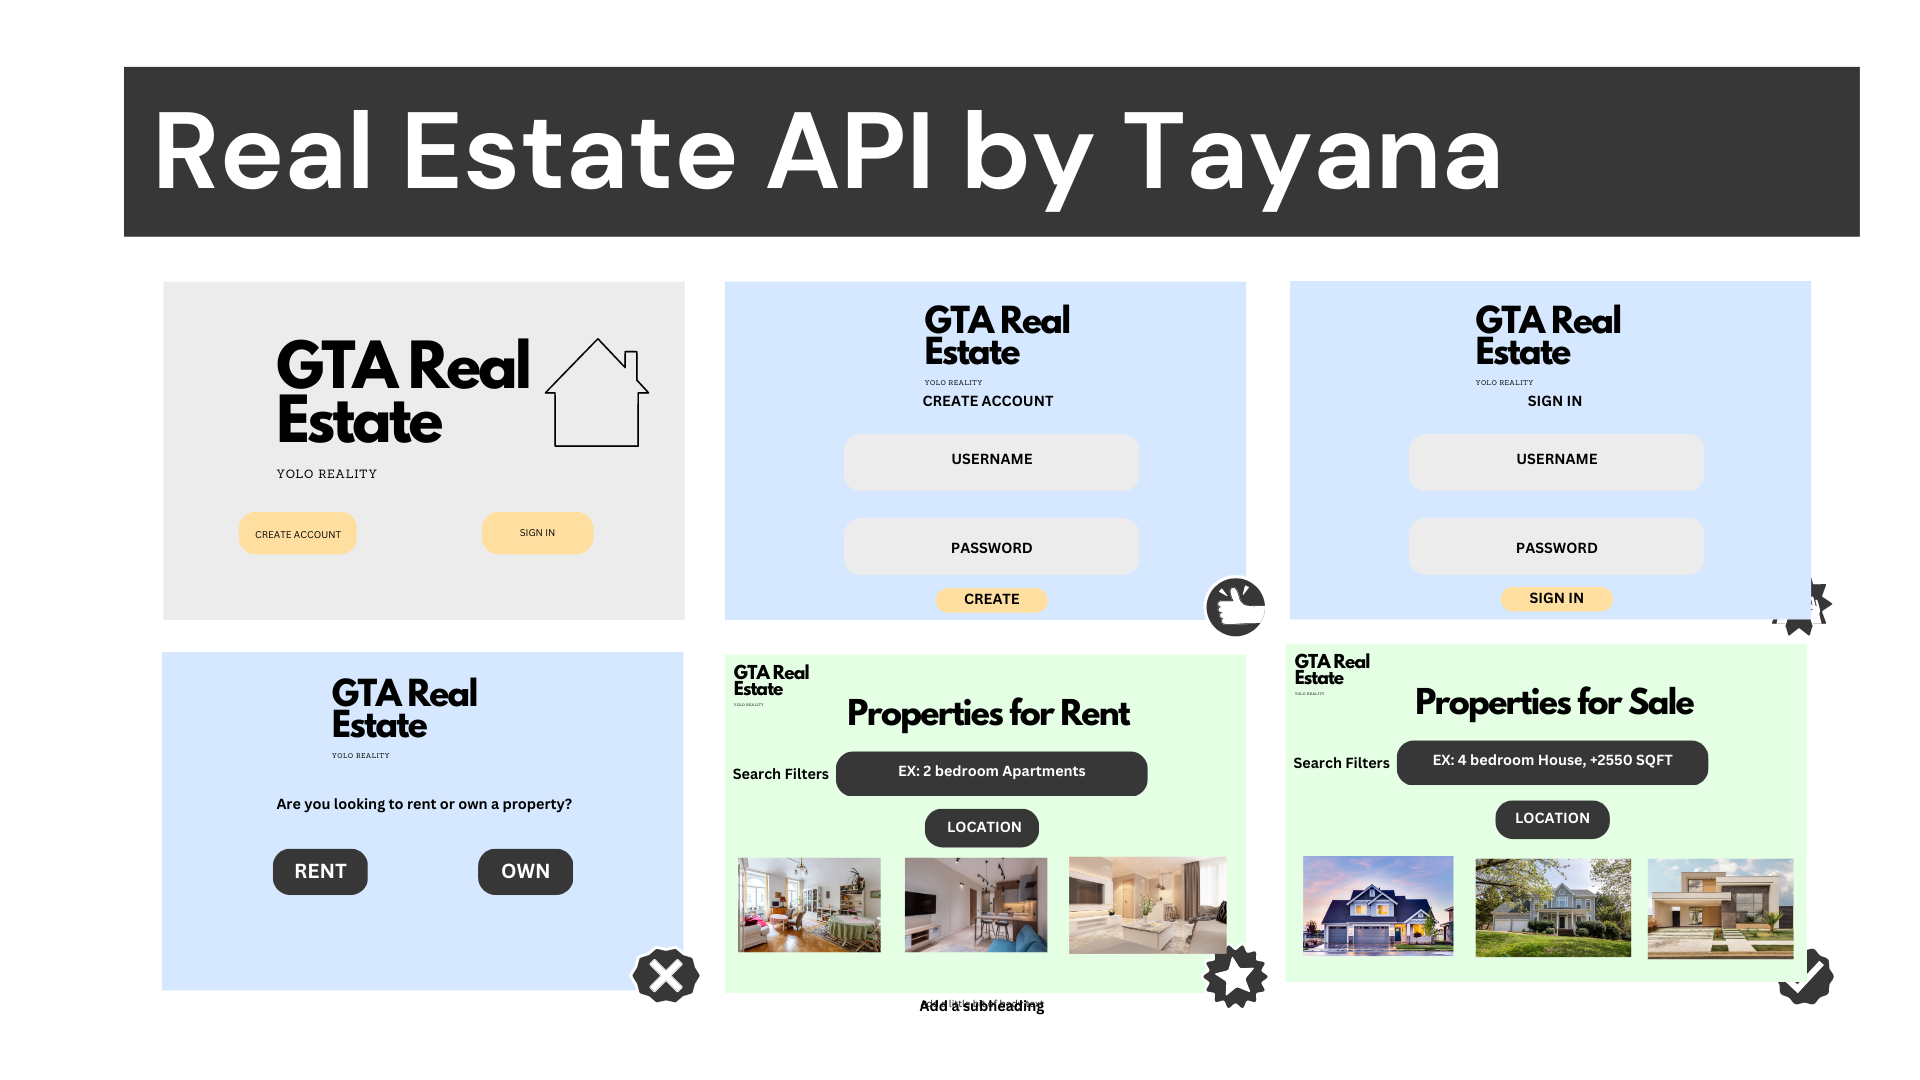 Real Estate API by Tayana
GTA Real
Estate
YOLO REALITY
CREATE ACCOUNT
SIGN IN
GTA Real
Estate
YOLO REALITY
CREATE ACCOUNT
USERNAME
PASSWORD
CREATE
GTA Real
Estate
YOLO REALITY
SIGN IN
USERNAME
PASSWORD
SIGN IN
GTA Real
Estate
YOLO REALITY
Are you looking to rent or own a property?
RENT
OWN
GTA Real
Estate
YOLO REALITY
Properties for Rent
Search Filters
EX: 2 bedroom Apartments
LOCATION
Add a subheading
GTA Real
Estate
YOLO REALITY
Properties for Sale
Search Filters
EX: 4 bedroom House, +2550 SQFT
LOCATION